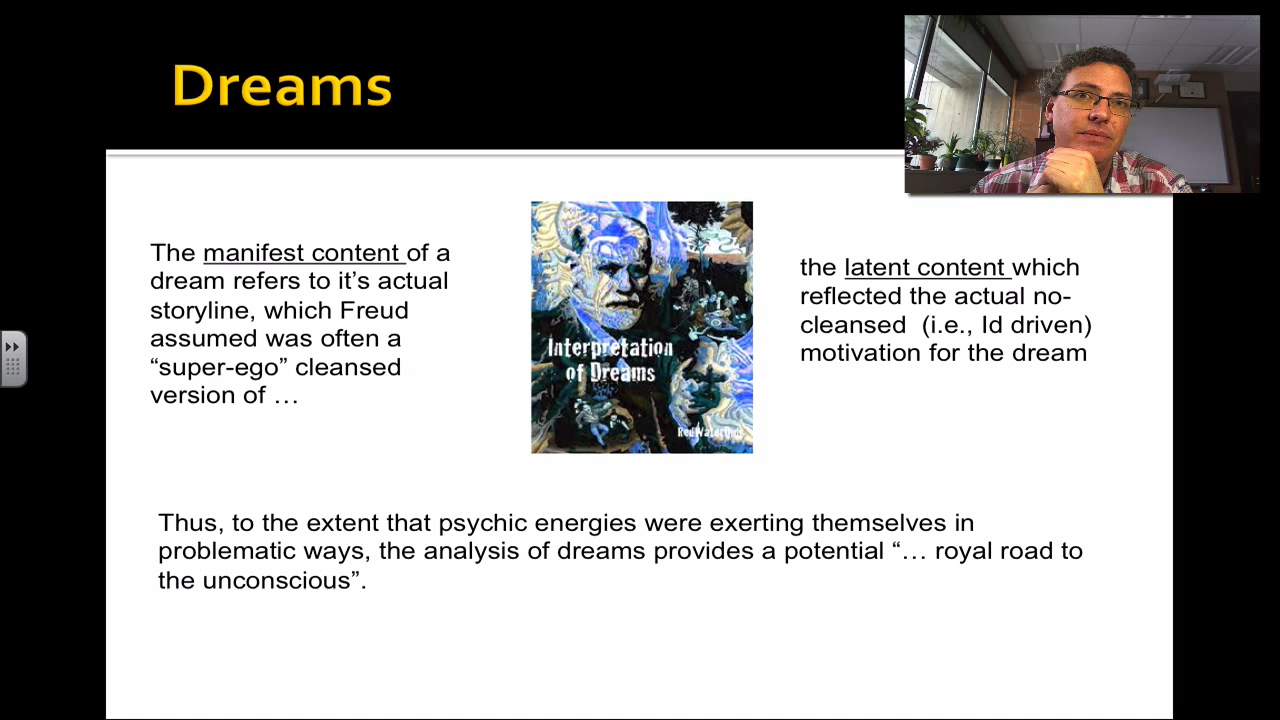 Dreams
The manifest content of a
dream refers to it’s actual
storyline, which Freud
assumed was often a
“super-ego” cleansed
version of …
Interpretation
of Dreams
the latent content which
reflected the actual no-
cleansed (i.e., Id driven)
motivation for the dream
Thus, to the extent that psychic energies were exerting themselves in
problematic ways, the analysis of dreams provides a potential “… royal road to
the unconscious”.